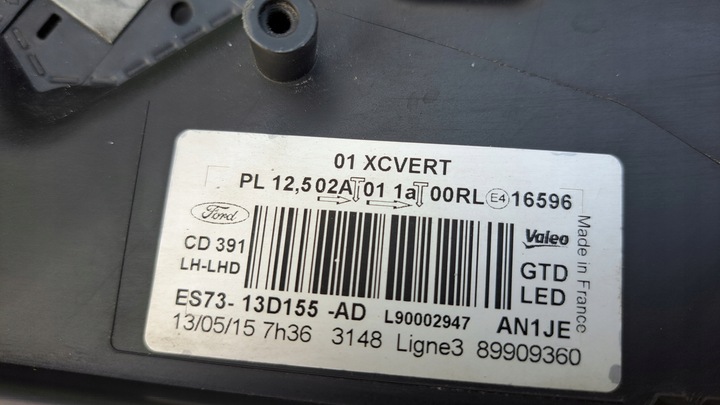 01 XCVERT
PL 12,5 02A 01 1a 00RL E4 16596
Ford
Valeo
Made in France
CD 391
GTD
LH-LHD
LED
ES73- 13D155 -AD L90002947 AN1JE
13/05/15 7h36 3148 Ligne3 89909360